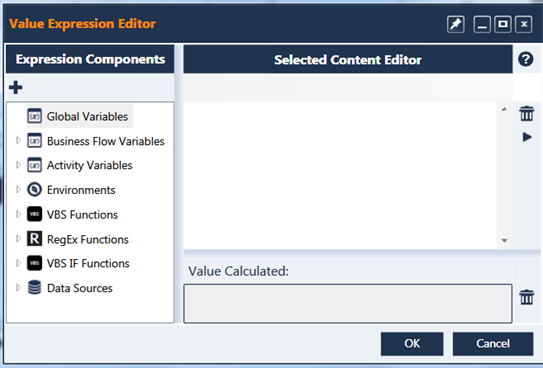 Value Expression Editor
Expression Components
Selected Content Editor
Global Variables
Business Flow Variables
Activity Variables
Environments
VBS Functions
RegEx Functions
VBS IF Functions
Data Sources
Value Calculated:
OK
Cancel